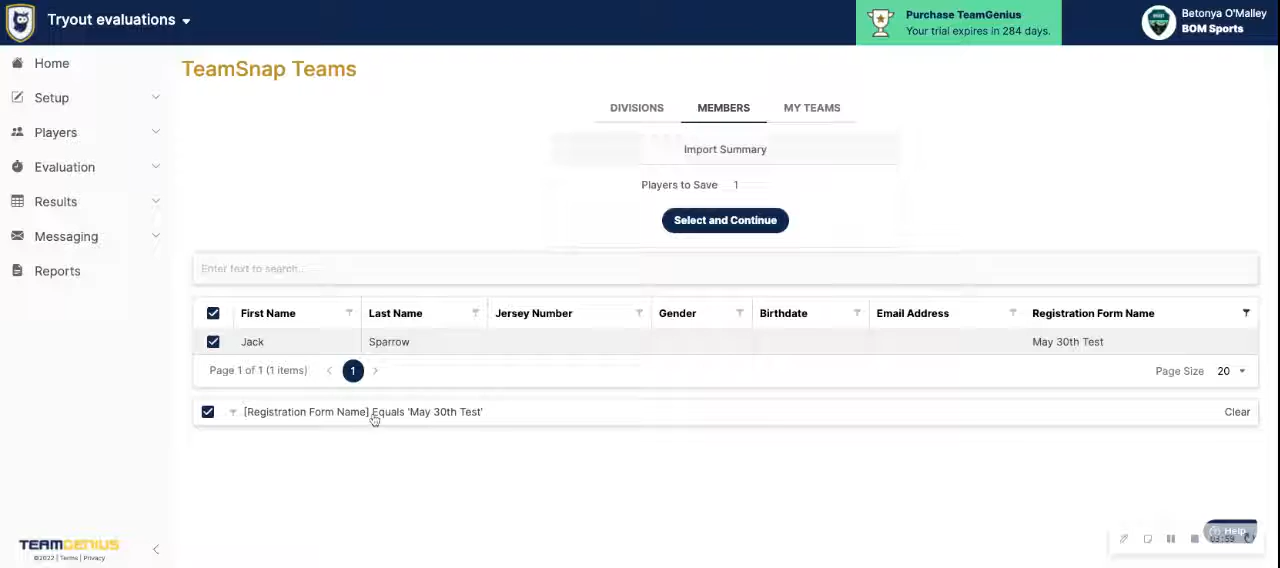 Tryout evaluations
Purchase TeamGenius
Your trial expires in 284 days.
Betonya O'Malley
BOM Sports
Home
Setup
Players
Evaluation
Results
Messaging
Reports
TeamSnap Teams
DIVISIONS MEMBERS MY TEAMS
Import Summary
Players to Save 1
Select and Continue
Enter text to search...
First Name Last Name Jersey Number Gender Birthdate Email Address Registration Form Name
Jack Sparrow May 30th Test
Page 1 of 1 (1 items) 1 Page Size 20
[Registration Form Name] Equals 'May 30th Test' Clear
Help
TEAMGENIUS
©2022 | Terms | Privacy